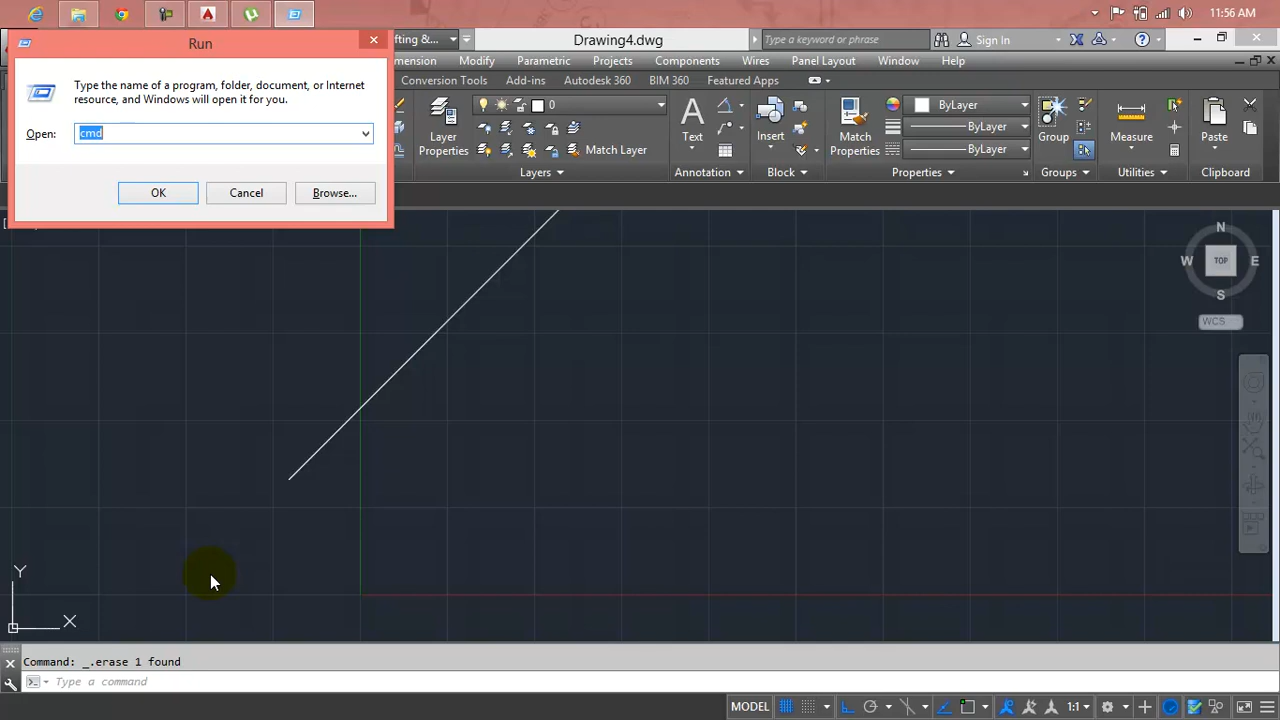 11:56 AM
Run
fting &...
Drawing4.dwg
Type a keyword or phrase
Sign In
mension
Modify
Parametric
Projects
Components
Wires
Panel Layout
Window
Help
Conversion Tools
Add-ins
Autodesk 360
BIM 360
Featured Apps
Type the name of a program, folder, document, or Internet
resource, and Windows will open it for you.
Open:
cmd
OK
Cancel
Browse...
Layer
Properties
0
Match Layer
Layers
Text
Annotation
Insert
Block
Match
Properties
ByLayer
ByLayer
ByLayer
Properties
Group
Groups
Measure
Utilities
Paste
Clipboard
N
W
TOP
E
S
WCS
Y
X
Command: _.erase 1 found
Type a command
MODEL
1:1